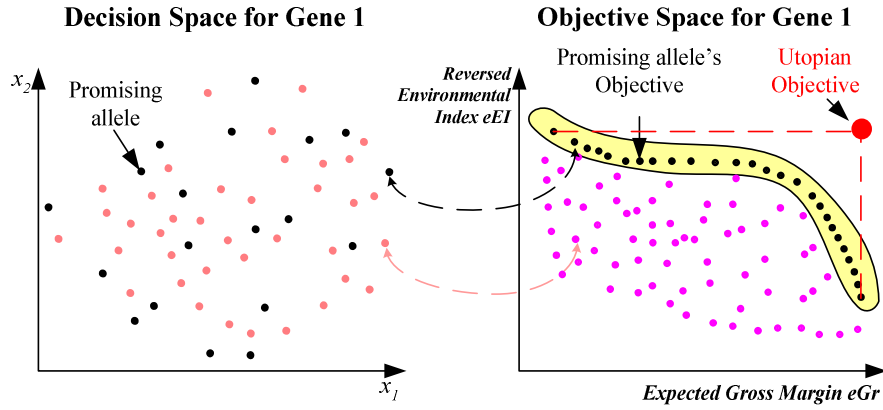 Decision Space for Gene 1
x2
Promising
allele
x1
Objective Space for Gene 1
Reversed
Environmental
Index eEI
Promising allele's
Objective
Utopian
Objective
Expected Gross Margin eGr